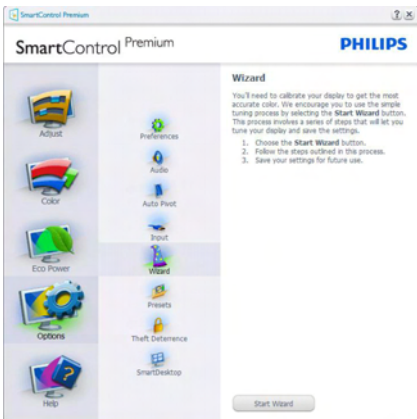 SmartControl Premium
SmartControl Premium
PHILIPS
Adjust
Color
Eco Power
Options
Help
Preferences
Audio
Auto Pivot
Input
Wizard
Presets
Theft Deterrence
SmartDesktop
Wizard
You'll need to calibrate your display to get the most
accurate color. We encourage you to use the simple
tuning process by selecting the Start Wizard button.
This process involves a series of steps that will let you
tune your display and save the settings.
1. Choose the Start Wizard button.
2. Follow the steps outlined in this process.
3. Save your settings for future use.
Start Wizard